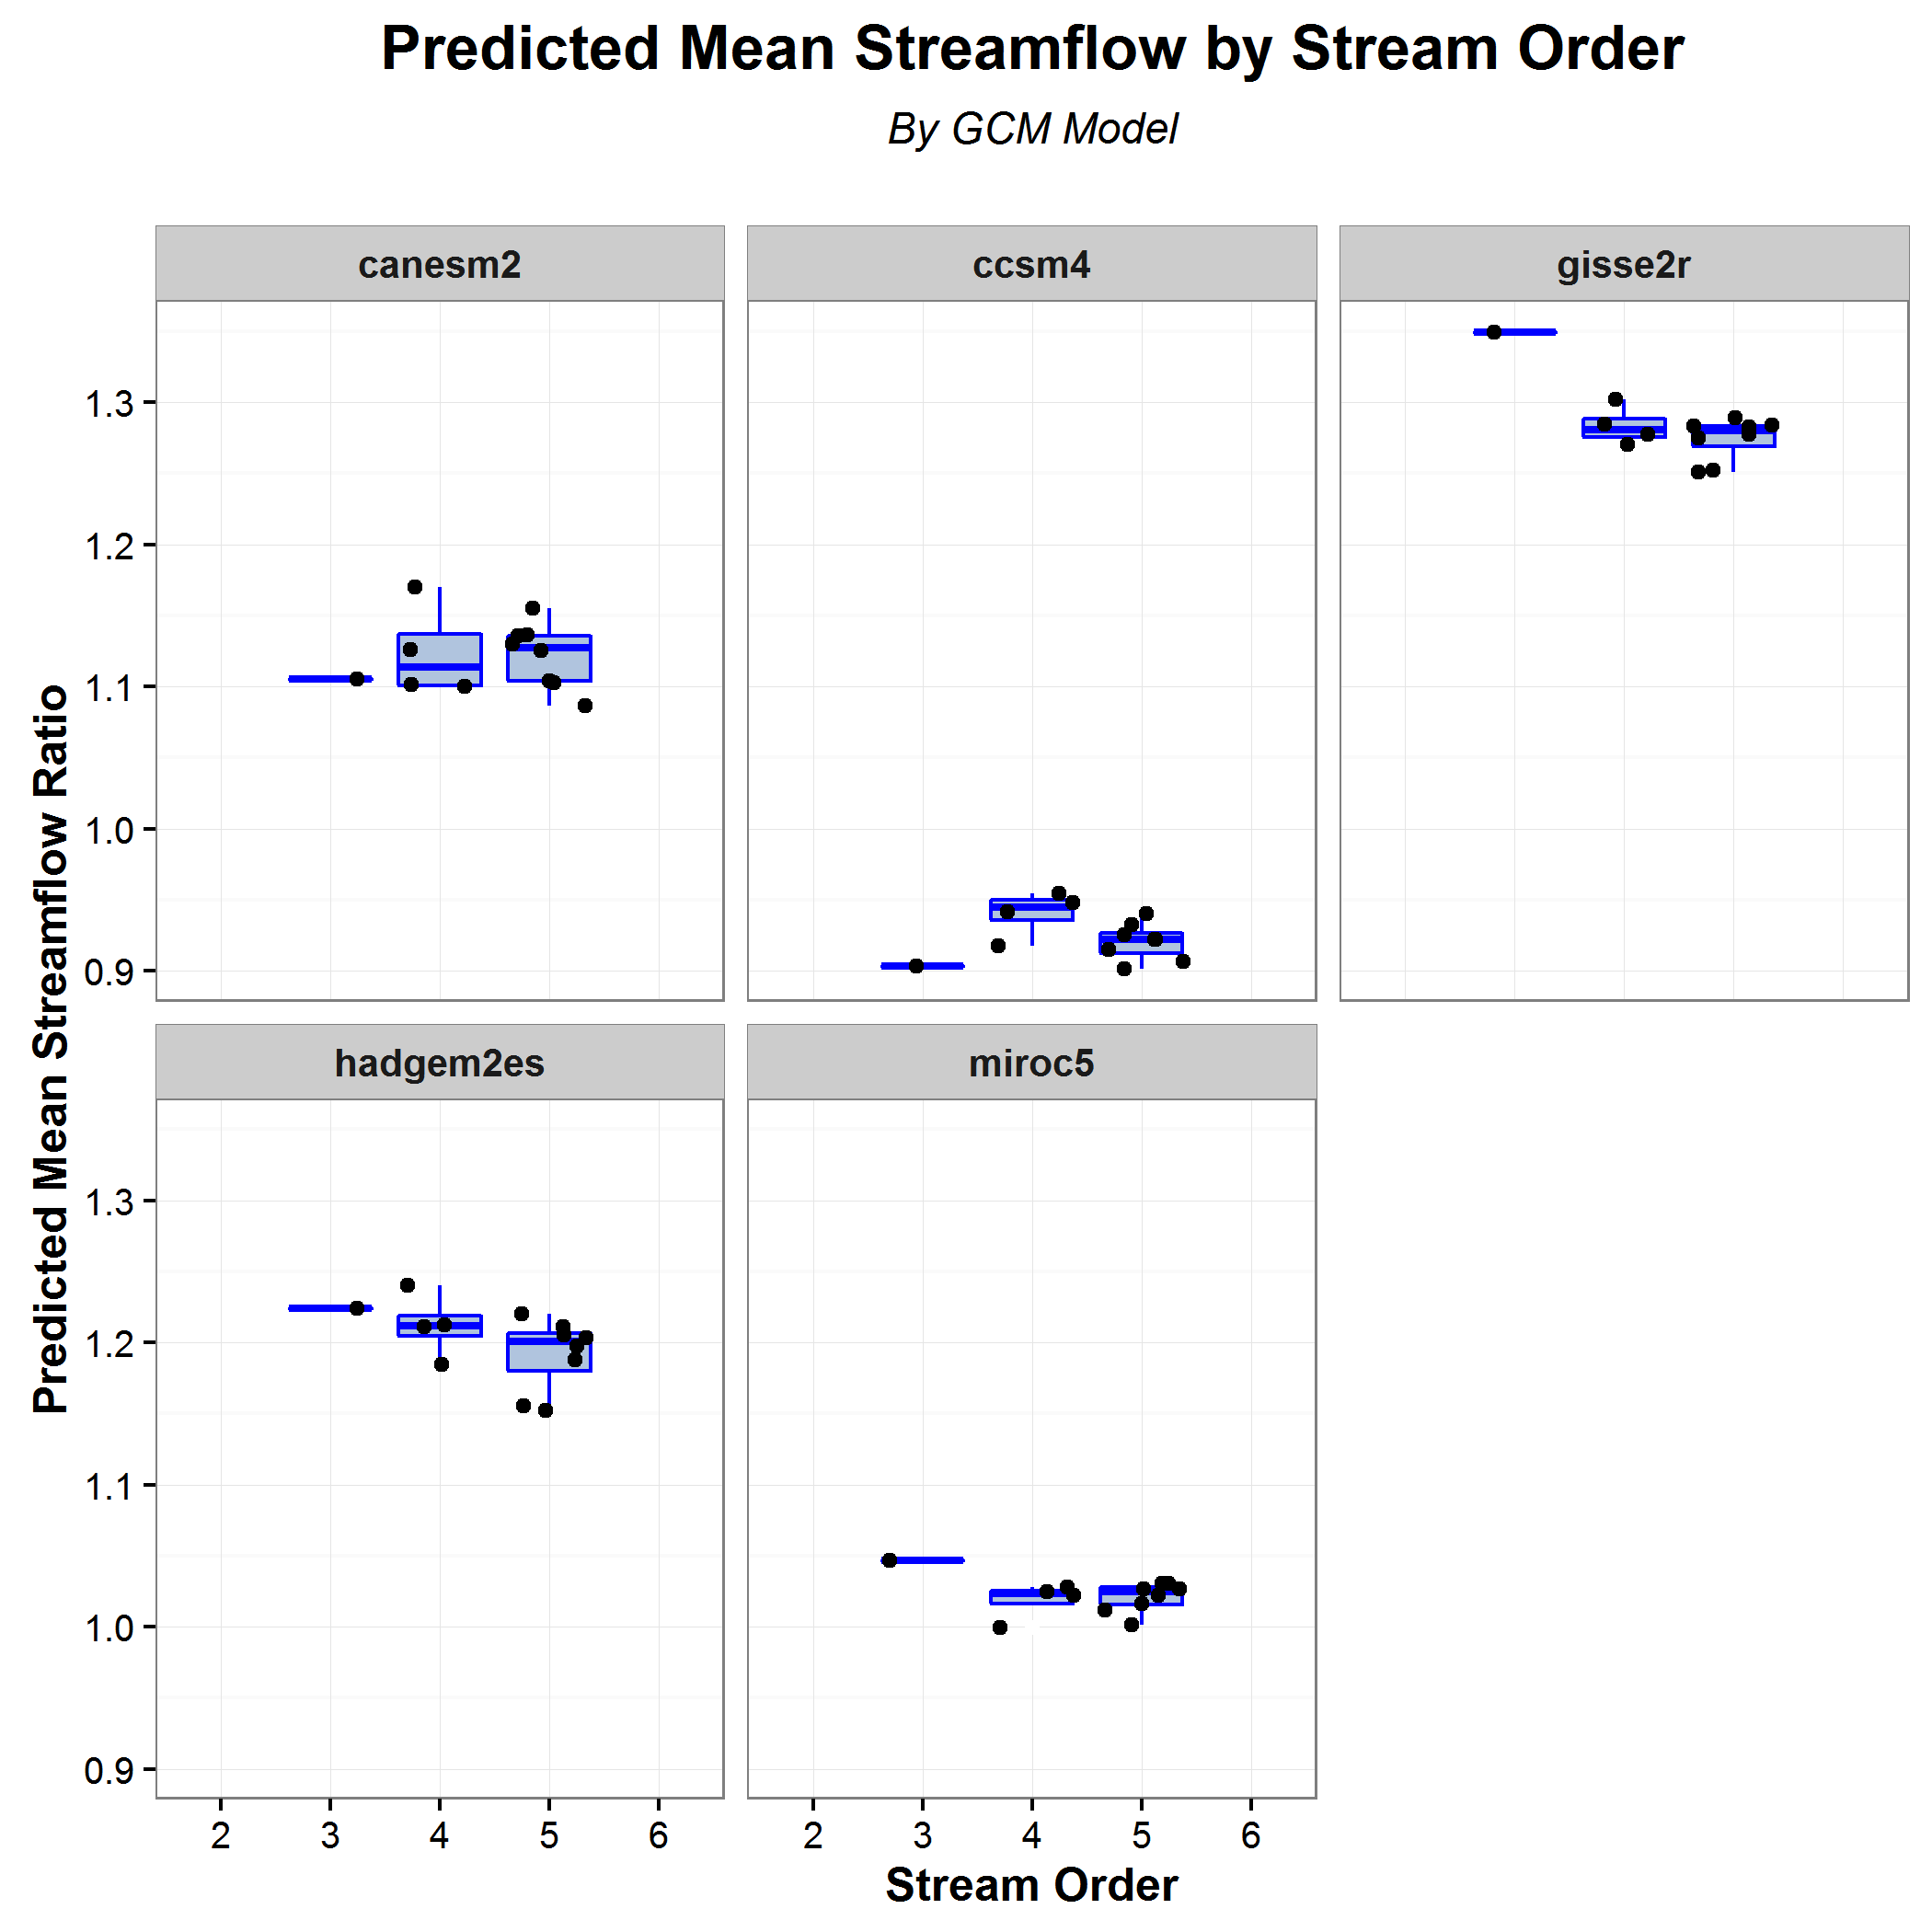 Predicted Mean Streamflow by Stream Order
By GCM Model
canesm2
ccsm4
gisse2r
1.3
1.2
1.1
1.0
0.9
hadgem2es
miroc5
1.3
1.2
1.1
1.0
0.9
2 3 4 5 6
2 3 4 5 6
Predicted Mean Streamflow Ratio
Stream Order